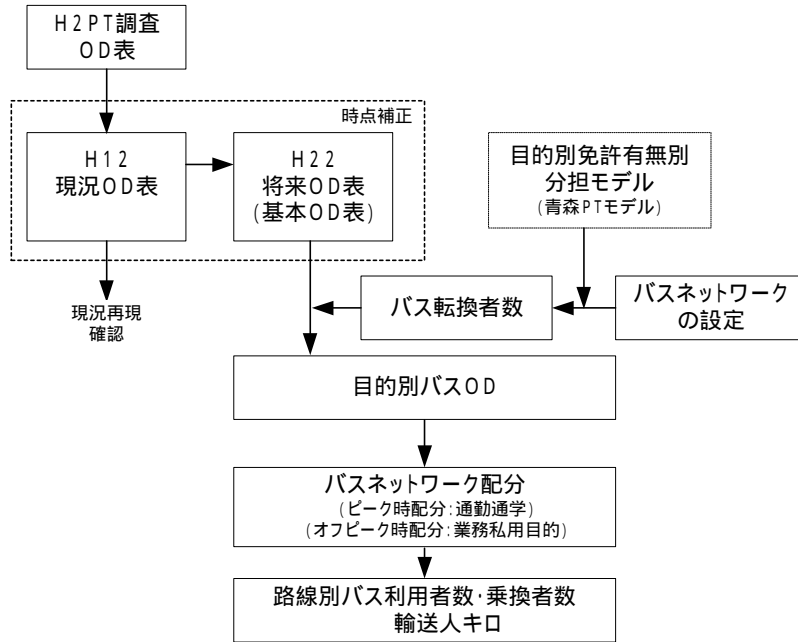 H2PT調査
OD表
時点補正
H12
現況OD表
H22
将来OD表
(基本OD表)
目的別免許有無別
分担モデル
(青森PTモデル)
現況再現
確認
バス転換者数
バスネットワーク
の設定
目的別バスOD
バスネットワーク配分
(ピーク時配分:通勤通学)
(オフピーク時配分:業務私用目的)
路線別バス利用者数・乗換者数
輸送人キロ